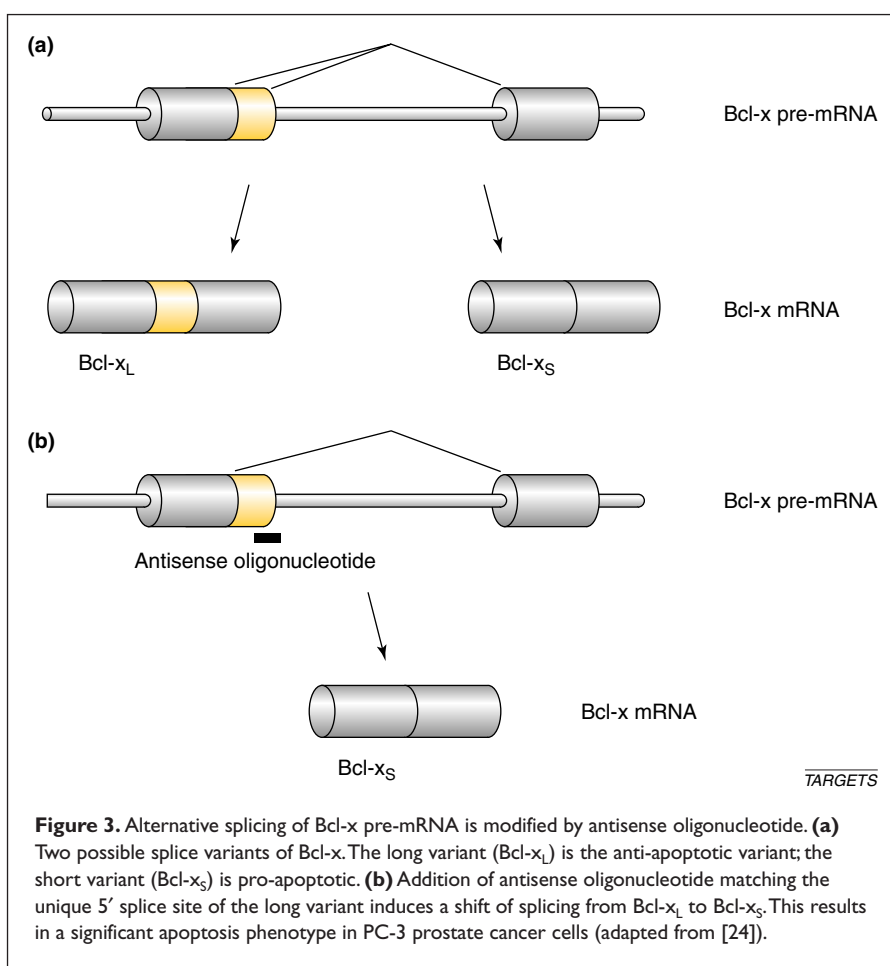 (a)
Bcl-x pre-mRNA
Bcl-x mRNA
Bcl-xL
Bcl-xS
(b)
Bcl-x pre-mRNA
Antisense oligonucleotide
Bcl-x mRNA
Bcl-xS
TARGETS
Figure 3. Alternative splicing of Bcl-x pre-mRNA is modified by antisense oligonucleotide. (a)
Two possible splice variants of Bcl-x. The long variant (Bcl-xL) is the anti-apoptotic variant; the
short variant (Bcl-xs) is pro-apoptotic. (b) Addition of antisense oligonucleotide matching the
unique 5′ splice site of the long variant induces a shift of splicing from Bcl-xL to Bcl-xs. This results
in a significant apoptosis phenotype in PC-3 prostate cancer cells (adapted from [24]).